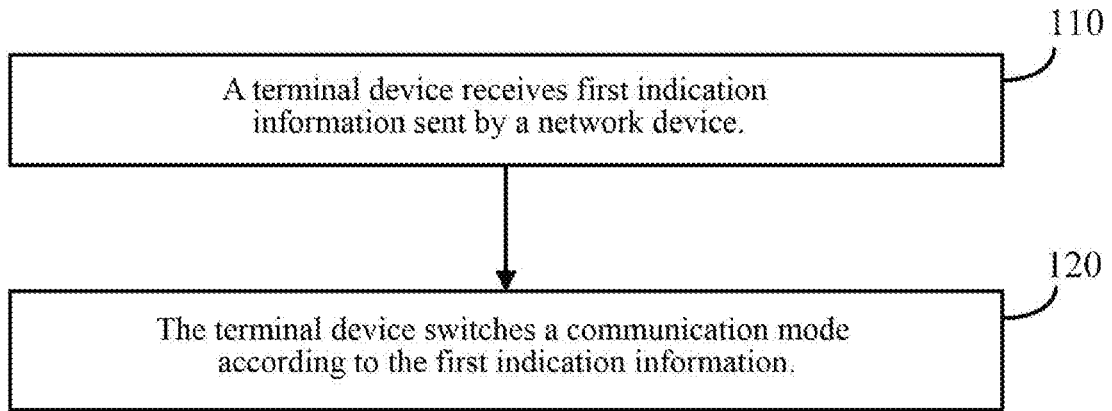 110
A terminal device receives first indication
information sent by a network device.
120
The terminal device switches a communication mode
according to the first indication information.